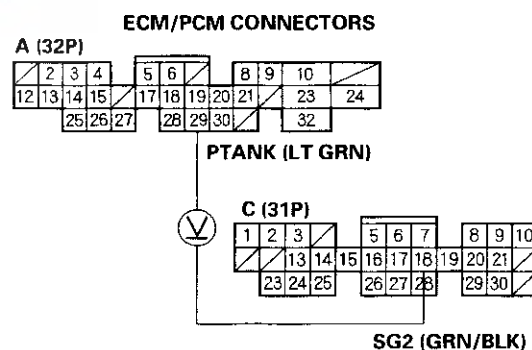 ECM/PCM CONNECTORS
A (32P)
2 3 4 5 6 8 9 10
12 13 14 15 17 18 19 20 21 23 24
25 26 27 28 29 30 32
PTANK (LT GRN)
V
C (31P)
1 2 3 5 6 7 8 9 10
13 14 15 16 17 18 19 20 21
23 24 25 26 27 28 29 30
SG2 (GRN/BLK)